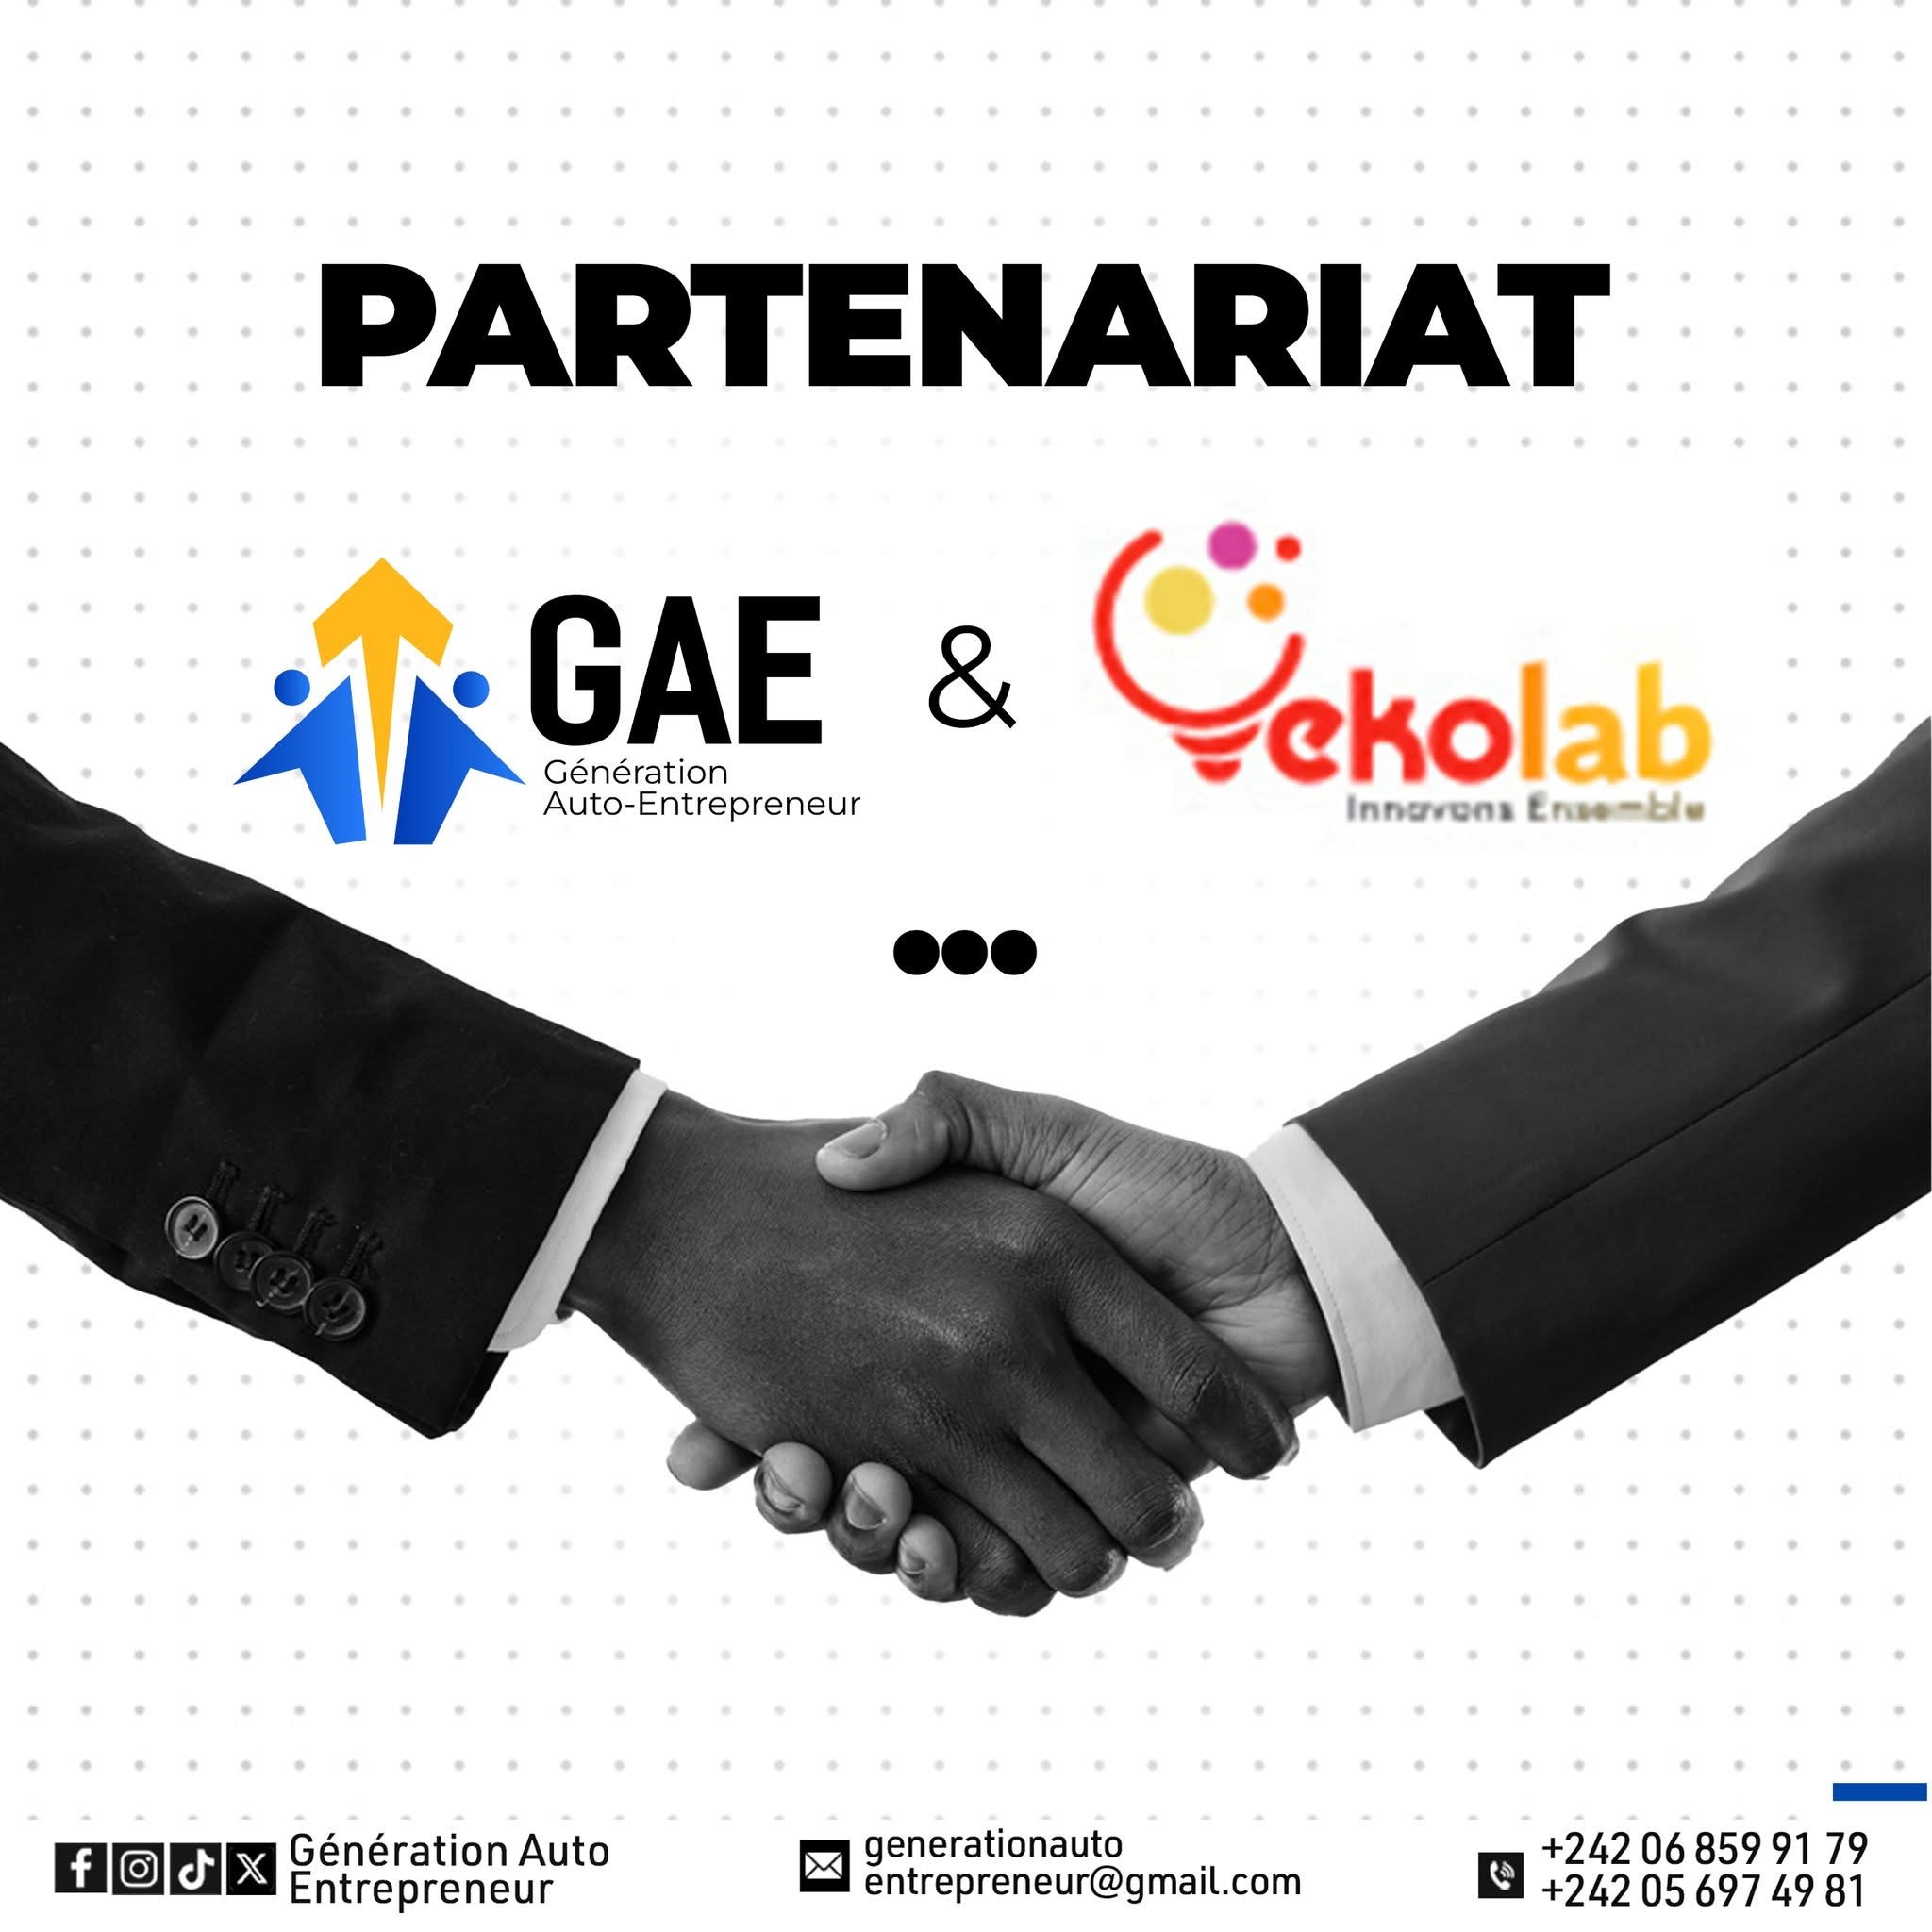 PARTENARIAT
GAE
Génération
Auto-Entrepreneur
&
ekolab
Innovons Ensemble
Génération Auto
Entrepreneur
generationauto
entrepreneur@gmail.com
+242 06 859 91 79
+242 05 697 49 81